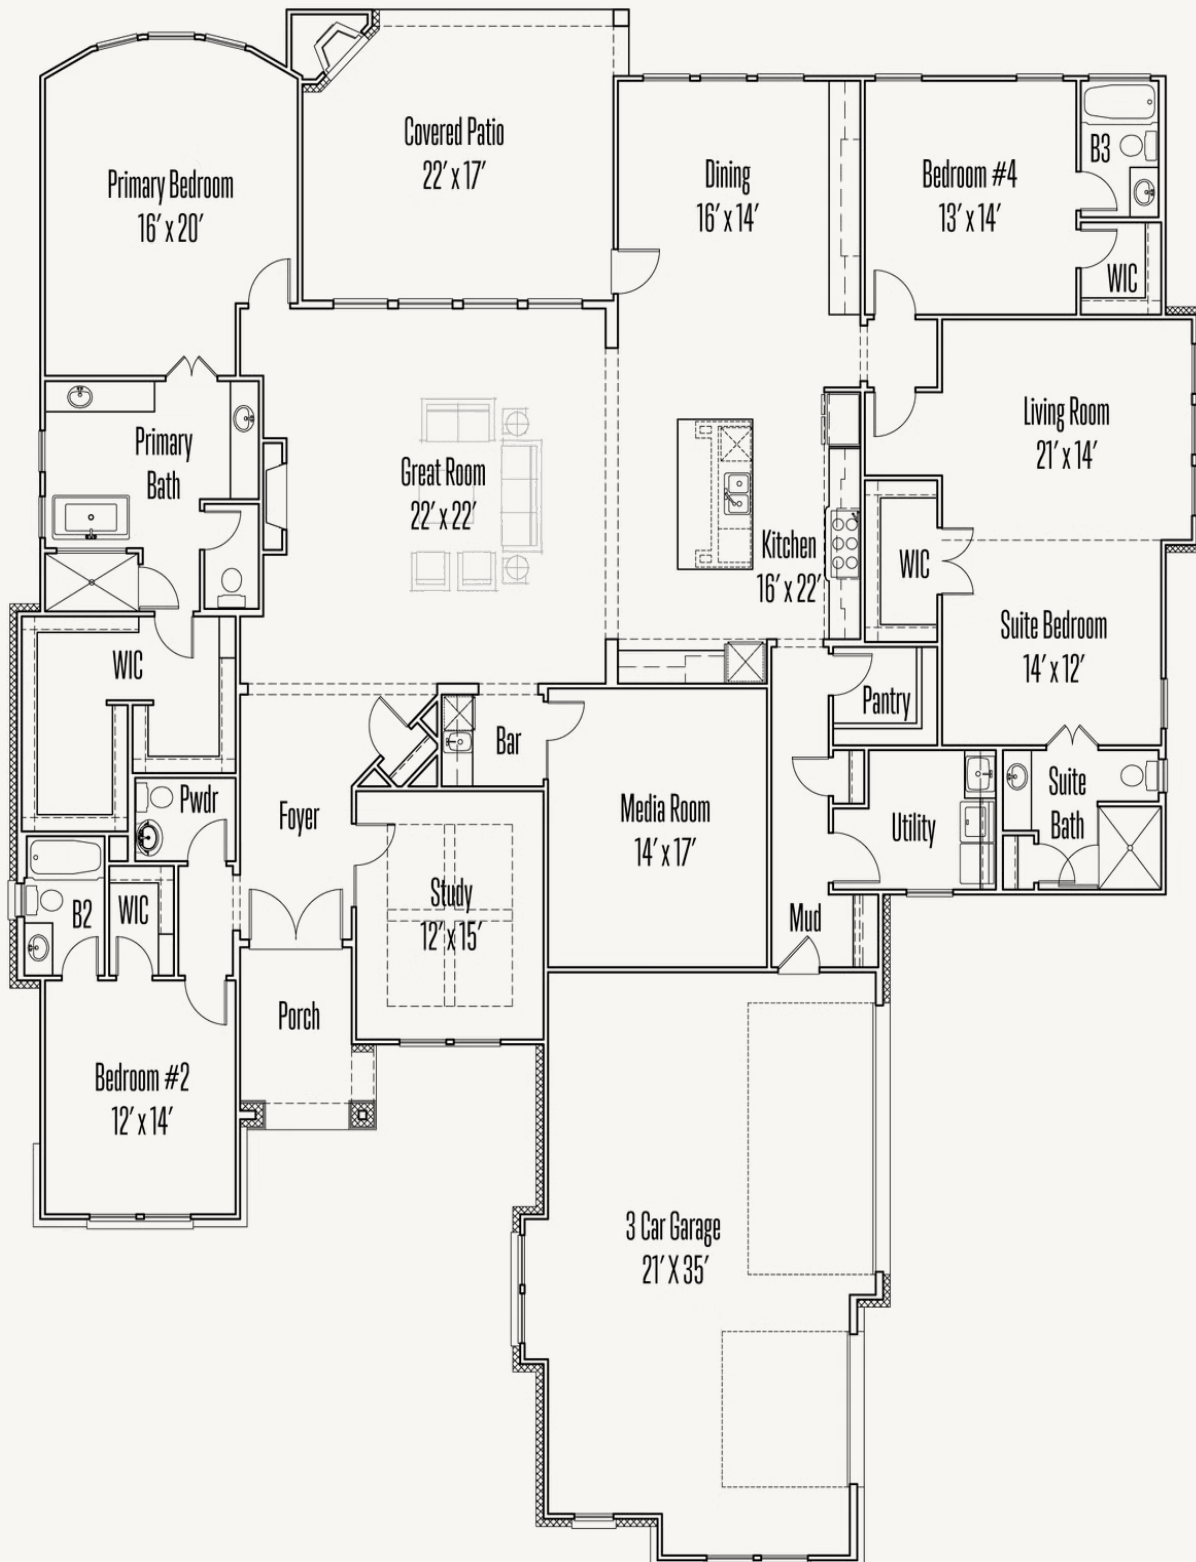 Primary Bedroom
16' x 20'
Covered Patio
22' x 17'
Dining
16' x 14'
Bedroom #4
13' x 14'
B3
WIC
Primary
Bath
Great Room
22' x 22'
Kitchen
16' x 22'
Living Room
21' x 14'
WIC
Suite Bedroom
14' x 12'
WIC
Pantry
Bar
Pwdr
Foyer
Media Room
14' x 17'
Utility
Suite
Bath
B2
WIC
Study
12' x 15'
Mud
Porch
Bedroom #2
12' x 14'
3 Car Garage
21' X 35'